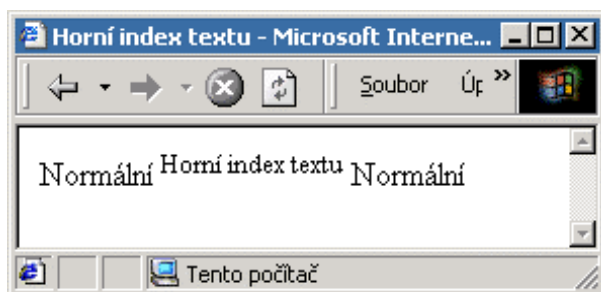 Horní index textu - Microsoft Interne...
Soubor Úp »
Normální Horní index textu Normální
Tento počítač